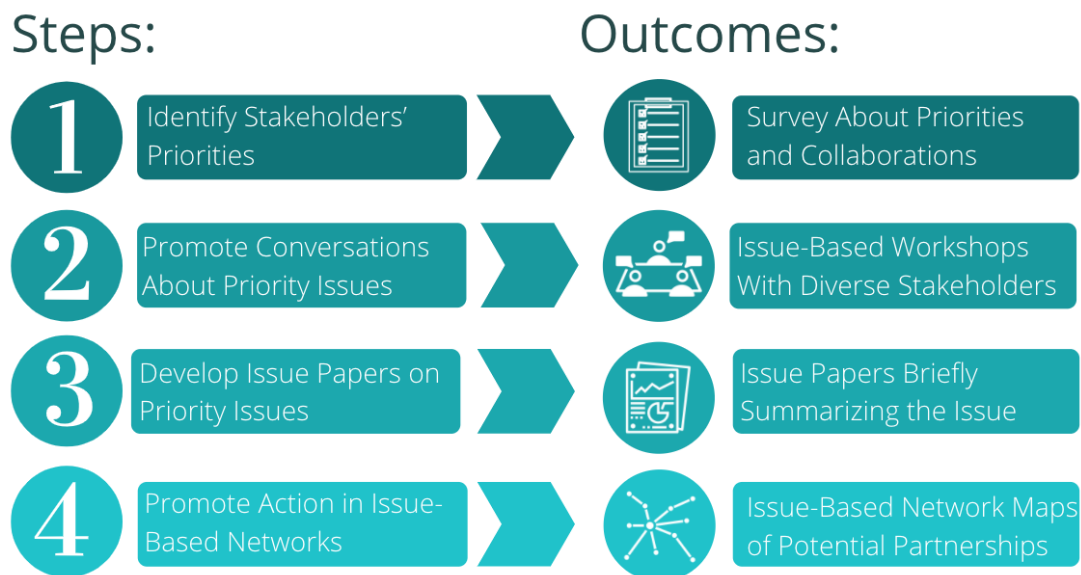 Steps:
Outcomes:
1
Identify Stakeholders’
Priorities
Survey About Priorities
and Collaborations
2
Promote Conversations
About Priority Issues
Issue-Based Workshops
With Diverse Stakeholders
3
Develop Issue Papers on
Priority Issues
Issue Papers Briefly
Summarizing the Issue
4
Promote Action in Issue-
Based Networks
Issue-Based Network Maps
of Potential Partnerships